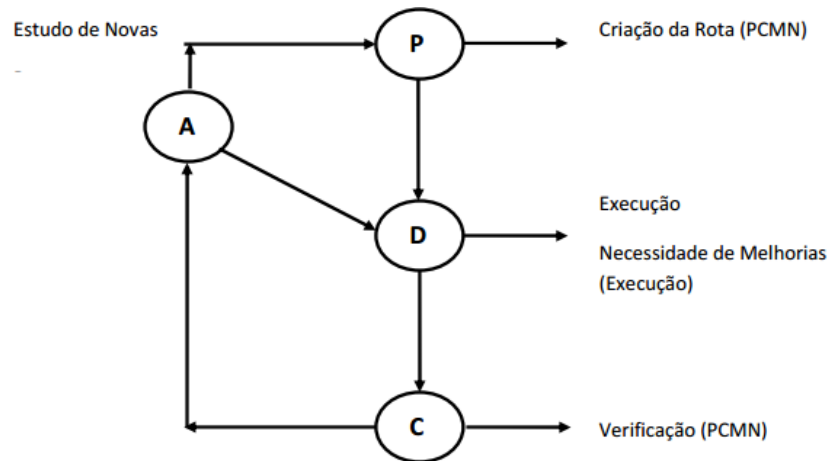 Estudo de Novas
-
P
Criação da Rota (PCMN)
A
Execução
D
Necessidade de Melhorias
(Execução)
C
Verificação (PCMN)